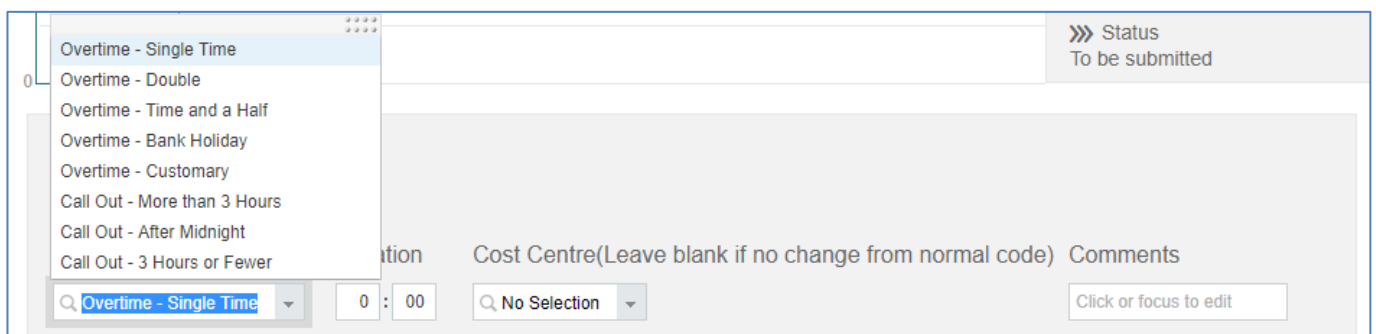 Overtime - Single Time
Overtime - Double
Overtime - Time and a Half
Overtime - Bank Holiday
Overtime - Customary
Call Out - More than 3 Hours
Call Out - After Midnight
Call Out - 3 Hours or Fewer
0
Status
To be submitted
Cost Centre(Leave blank if no change from normal code)
Comments
Overtime - Single Time
0 : 00
No Selection
Click or focus to edit